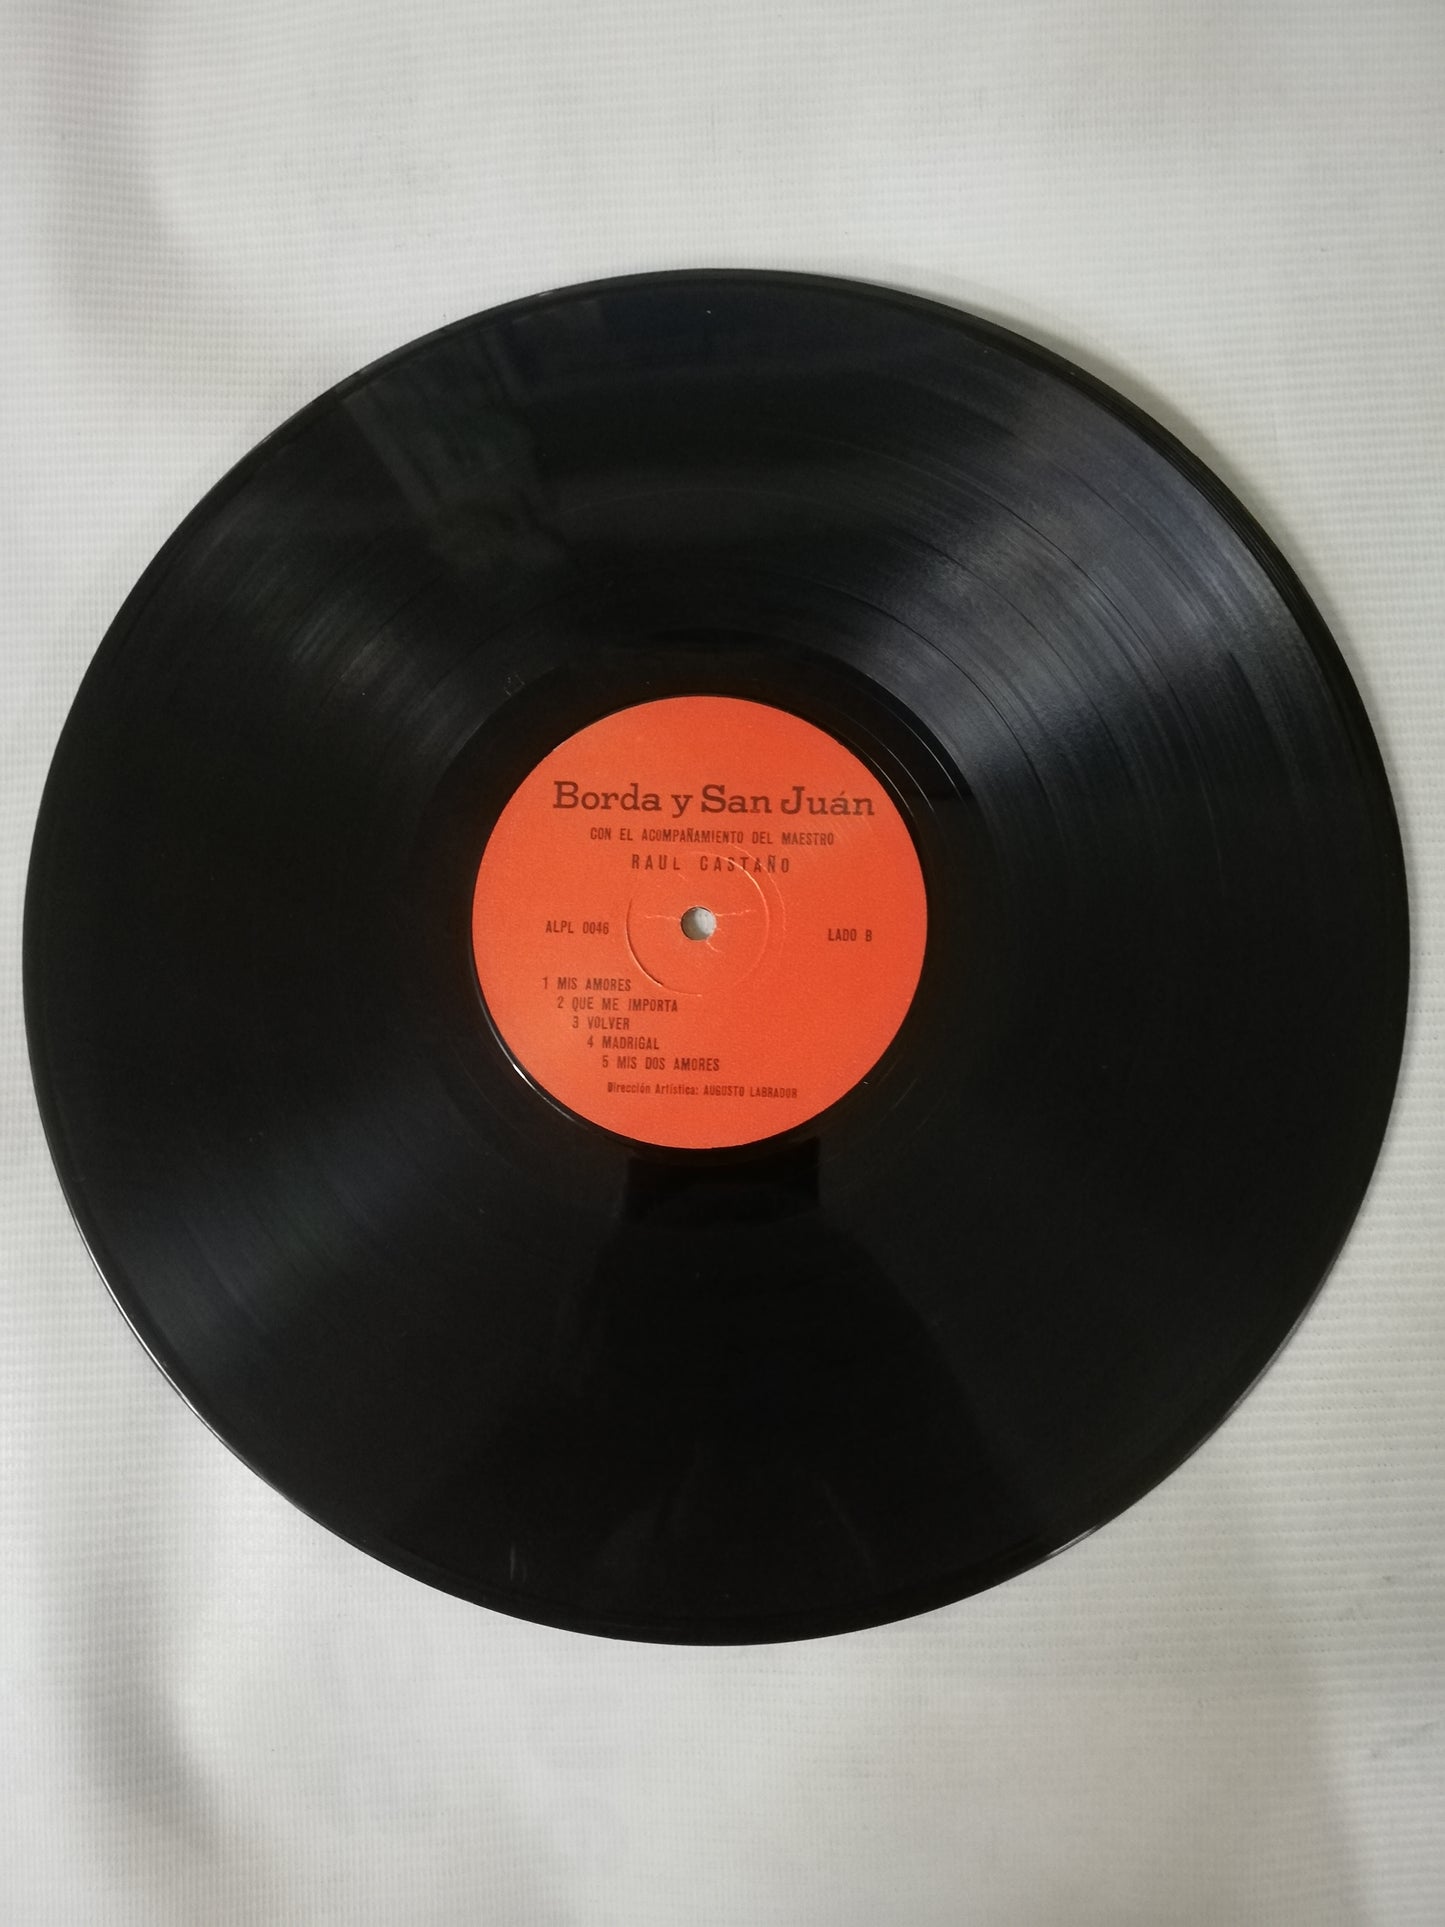 Borda y San Juán
CON EL ACOMPAÑAMIENTO DEL MAESTRO
RAUL CASTAÑO
ALPL 0046
LADO B
1 MIS AMORES
2 QUE ME IMPORTA
3 VOLVER
4 MADRIGAL
5 MIS DOS AMORES
Dirección Artística: AUGUSTO LABRADOR